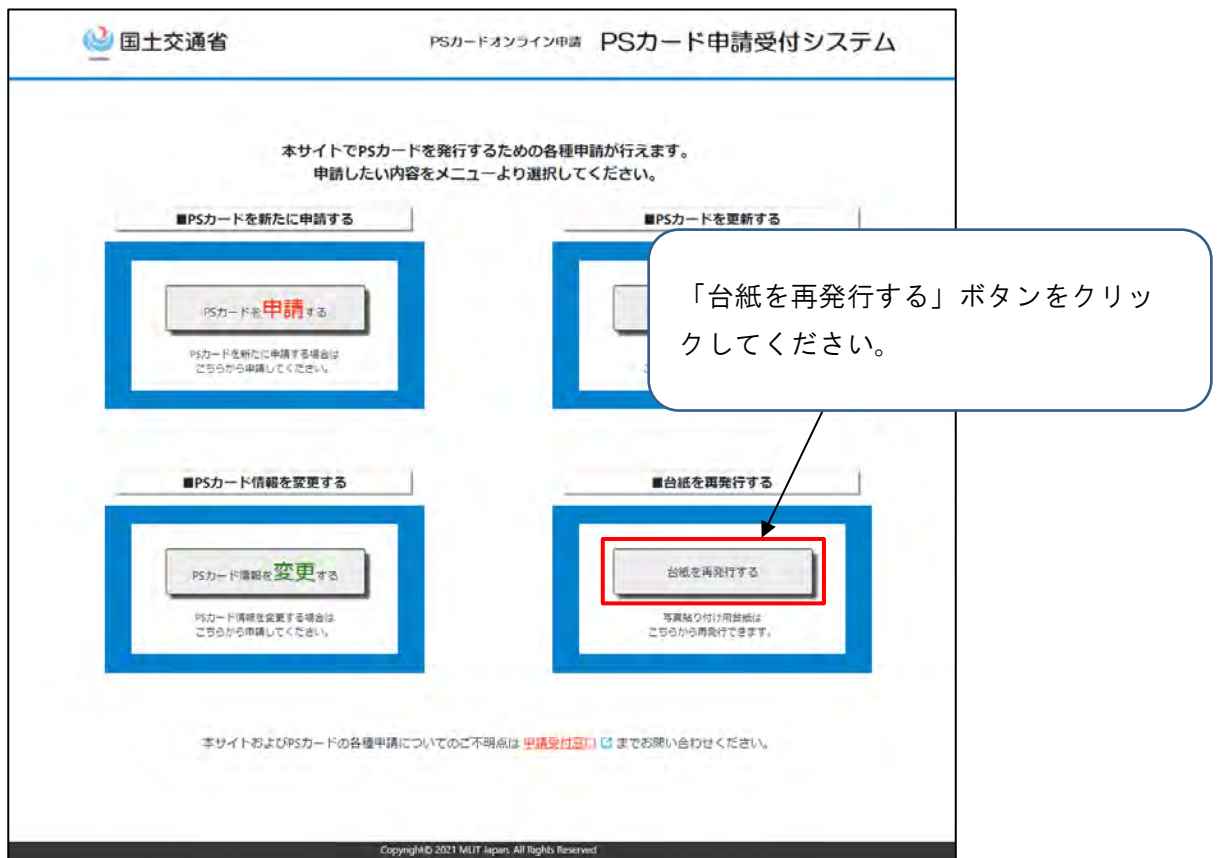 国土交通省
PSカードオンライン申請 PSカード申請受付システム
本サイトでPSカードを発行するための各種申請が行えます。
申請したい内容をメニューより選択してください。
■PSカードを新たに申請する
PSカードを申請する
PSカードを新たに申請する場合は
こちらから申請してください。
■PSカードを更新する
「台紙を再発行する」ボタンをクリッ
クしてください。
■PSカード情報を変更する
PSカード情報を変更する
PSカード情報を変更する場合は
こちらから申請してください。
■台紙を再発行する
台紙を再発行する
写真貼り付け用台紙は
こちらから再発行できます。
本サイトおよびPSカードの各種申請についてのご不明点は 申請受付窓口 までお問い合わせください。
Copyright© 2021 MLIT Japan. All Rights Reserved